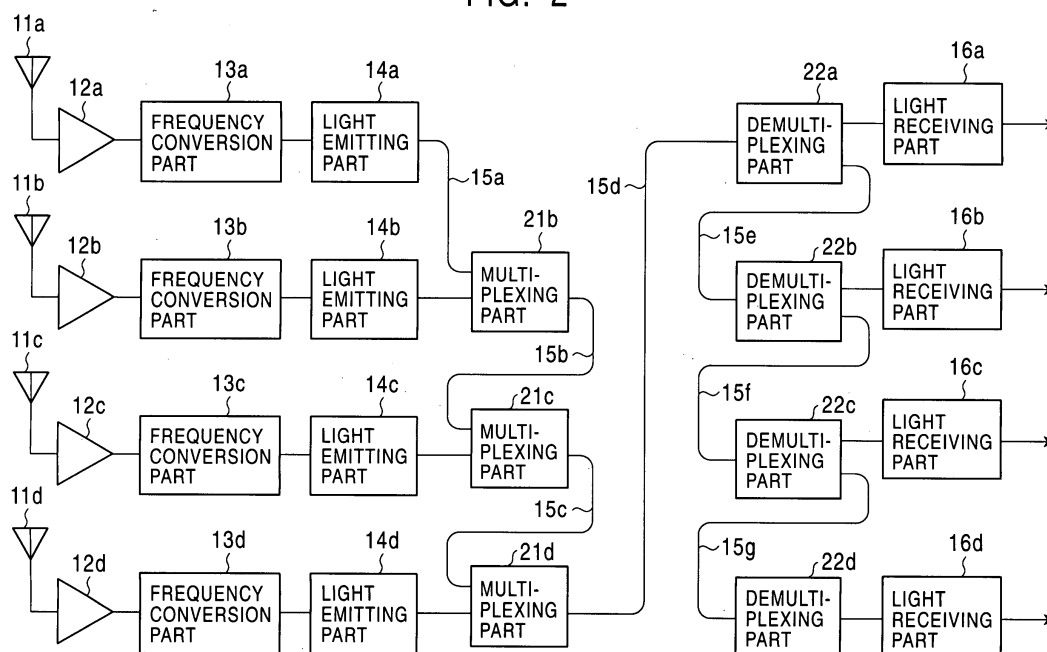 FIG. 2
11a
12a
13a
14a
FREQUENCY
CONVERSION
PART
LIGHT
EMITTING
PART
15a
11b
12b
13b
14b
21b
FREQUENCY
CONVERSION
PART
LIGHT
EMITTING
PART
MULTI-
PLEXING
PART
15b
11c
12c
13c
14c
21c
FREQUENCY
CONVERSION
PART
LIGHT
EMITTING
PART
MULTI-
PLEXING
PART
15c
11d
12d
13d
14d
21d
FREQUENCY
CONVERSION
PART
LIGHT
EMITTING
PART
MULTI-
PLEXING
PART
15d
22a
16a
DEMULTI-
PLEXING
PART
LIGHT
RECEIVING
PART
15e
22b
16b
DEMULTI-
PLEXING
PART
LIGHT
RECEIVING
PART
15f
22c
16c
DEMULTI-
PLEXING
PART
LIGHT
RECEIVING
PART
15g
22d
16d
DEMULTI-
PLEXING
PART
LIGHT
RECEIVING
PART